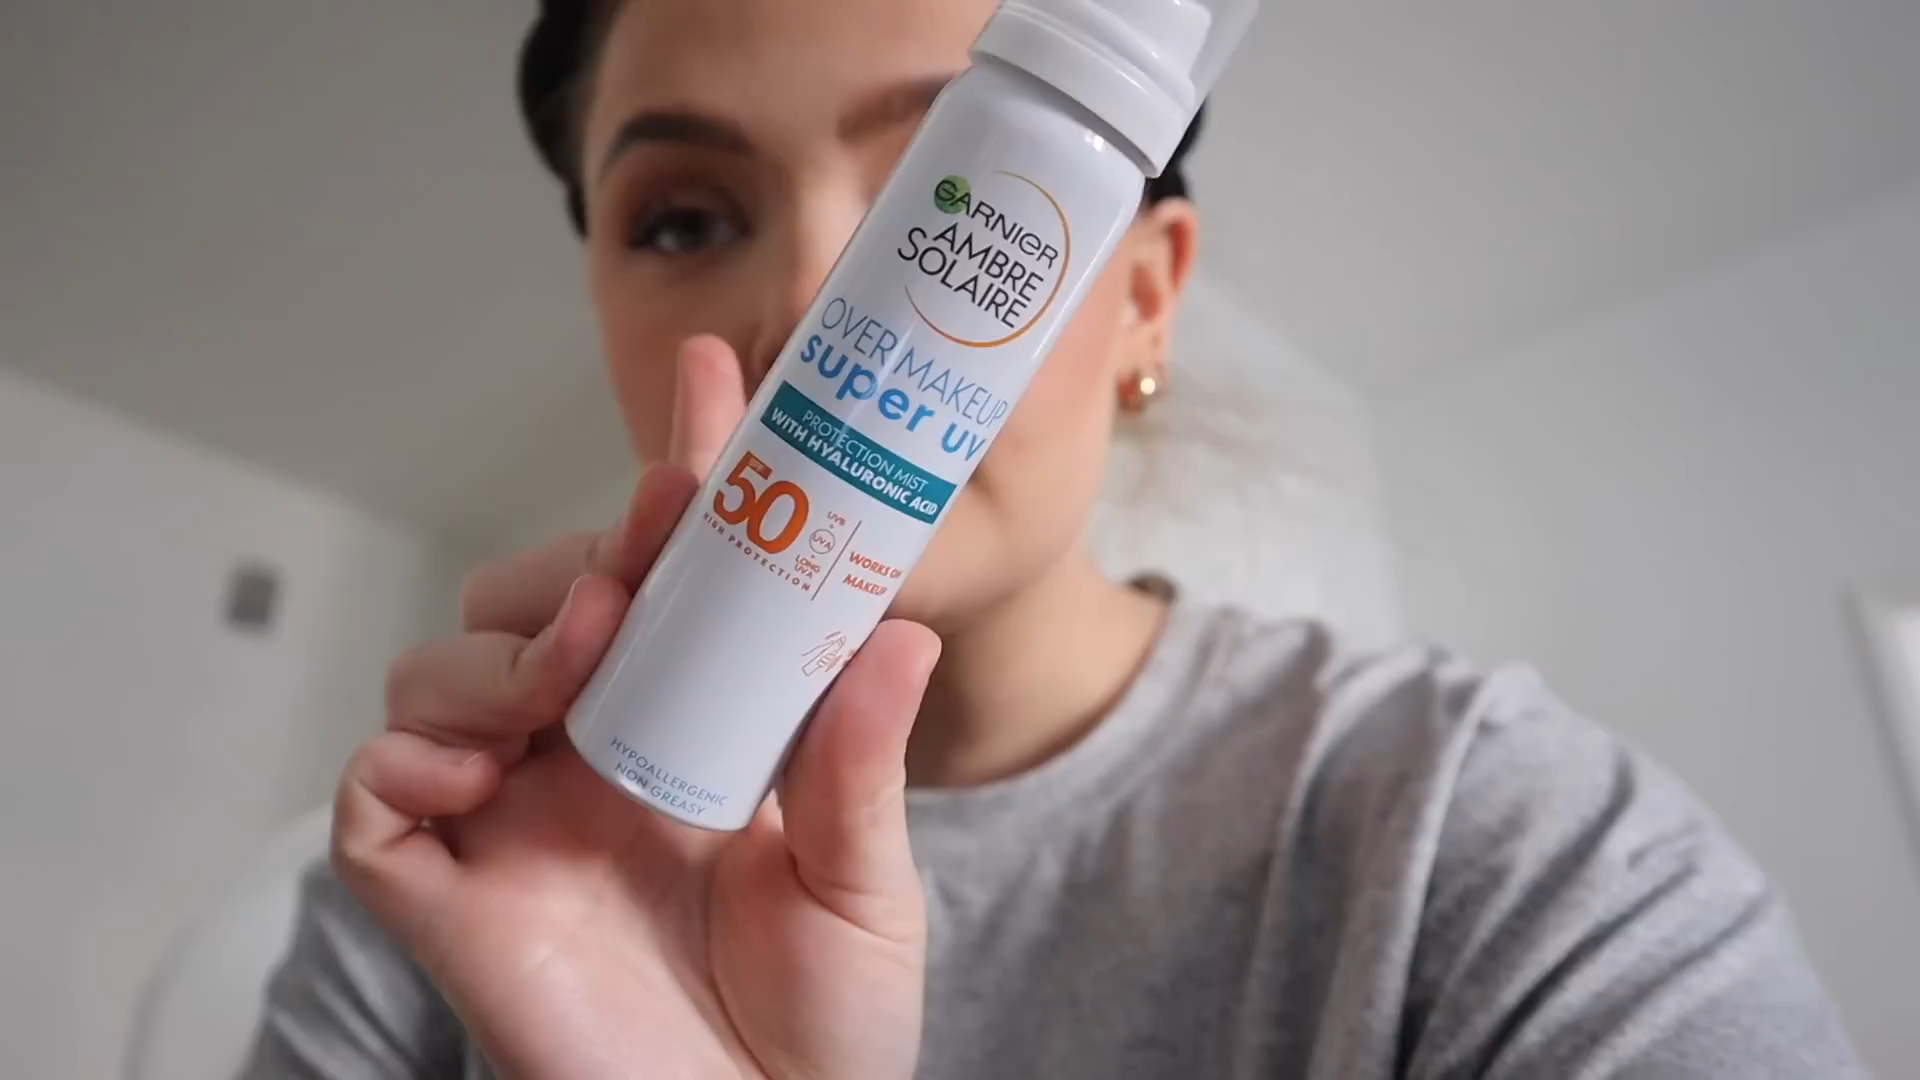 GARNIER
AMBRE
SOLAIRE
OVER MAKEUP
super UV
PROTECTION MIST
WITH HYALURONIC ACID
SPF
50
HIGH PROTECTION
UVB
+
UVA
+
LONG
UVA
WORKS
MAKEUP
HYPOALLERGENIC
NON GREASY